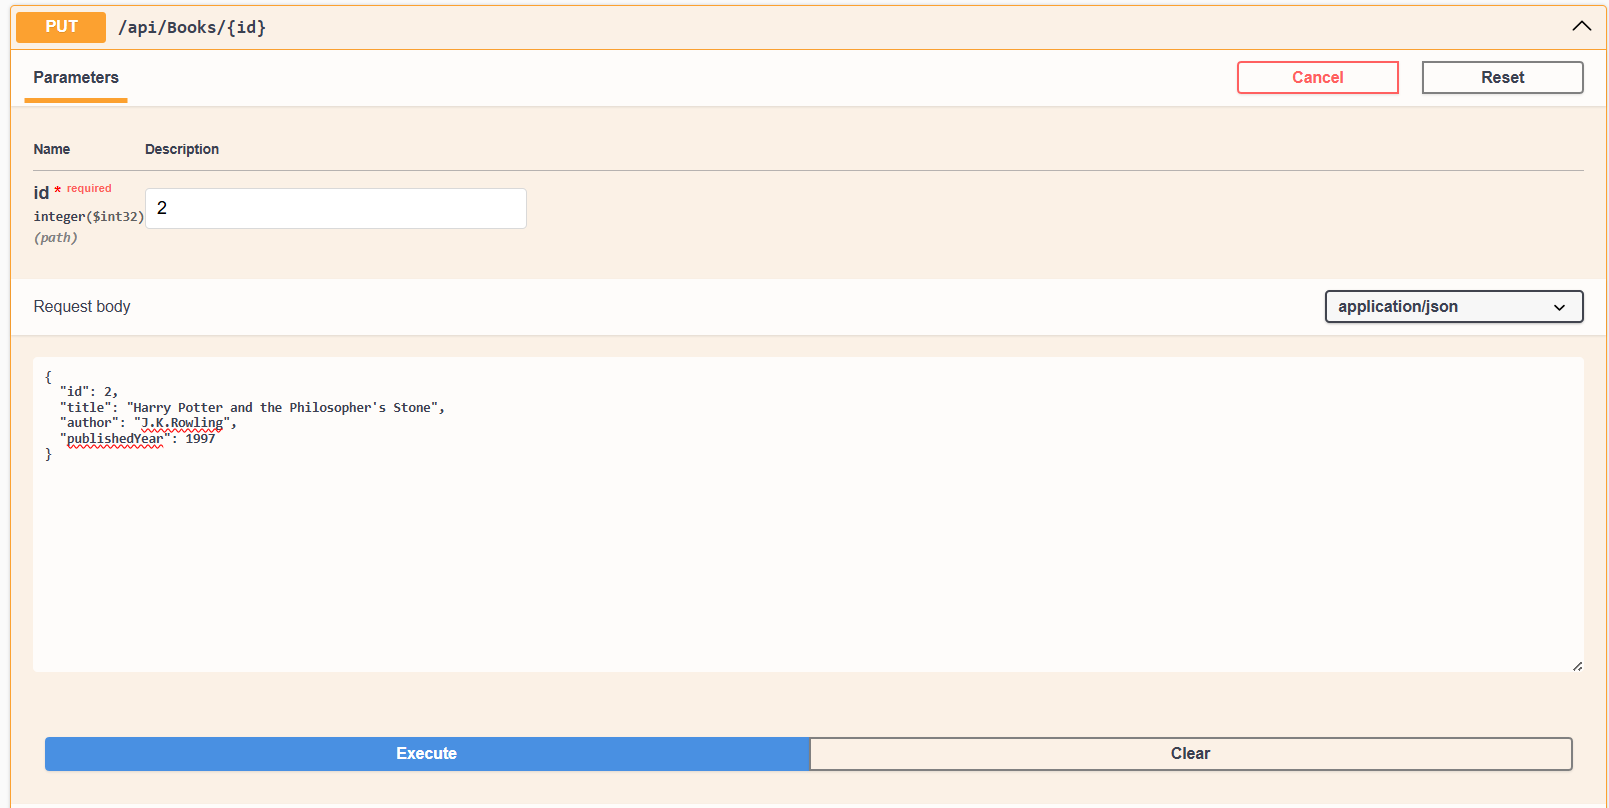 PUT /api/Books/{id}
Parameters Cancel Reset
Name Description
id * required
integer($int32)
(path)
2
Request body application/json
{
  "id": 2,
  "title": "Harry Potter and the Philosopher's Stone",
  "author": "J.K.Rowling",
  "publishedYear": 1997
}
Execute Clear